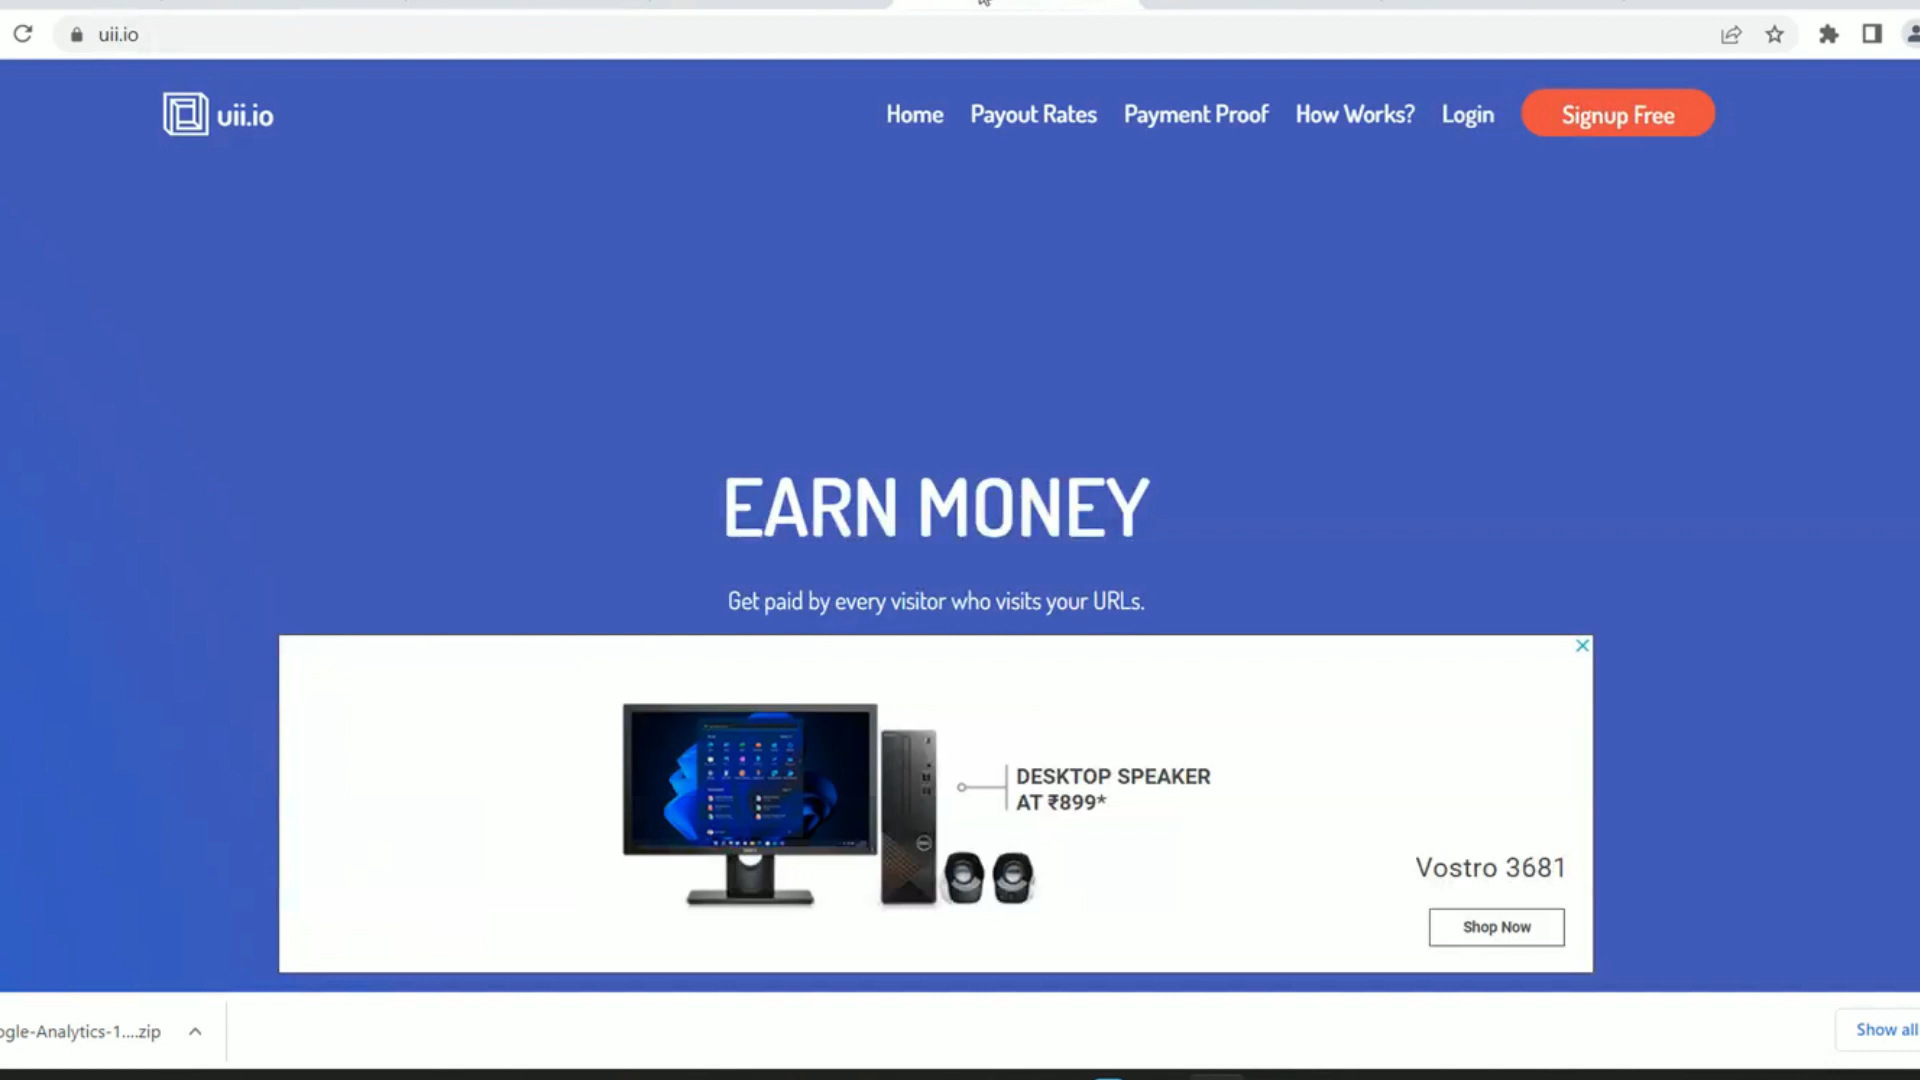 uii.io
uii.io
Home Payout Rates Payment Proof How Works? Login Signup Free
EARN MONEY
Get paid by every visitor who visits your URLs.
DESKTOP SPEAKER
AT ₹899*
Vostro 3681
Shop Now
ogle-Analytics-1....zip
Show all